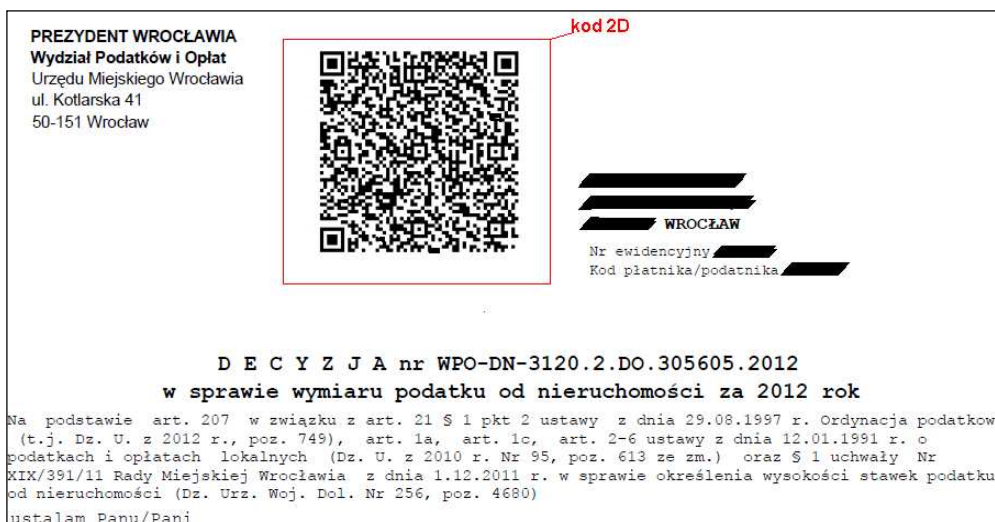 PREZYDENT WROCŁAWIA
Wydział Podatków i Opłat
Urzędu Miejskiego Wrocławia
ul. Kotlarska 41
50-151 Wrocław
kod 2D
WROCŁAW
Nr ewidencyjny
Kod płatnika/podatnika
D E C Y Z J A nr WPO-DN-3120.2.DO.305605.2012
w sprawie wymiaru podatku od nieruchomości za 2012 rok
Na podstawie art. 207 w związku z art. 21 § 1 pkt 2 ustawy z dnia 29.08.1997 r. Ordynacja podatkow
(t.j. Dz. U. z 2012 r., poz. 749), art. 1a, art. 1c, art. 2-6 ustawy z dnia 12.01.1991 r. o
podatkach i opłatach lokalnych (Dz. U. z 2010 r. Nr 95, poz. 613 ze zm.) oraz § 1 uchwały Nr
XIX/391/11 Rady Miejskiej Wrocławia z dnia 1.12.2011 r. w sprawie określenia wysokości stawek podatku
od nieruchomości (Dz. Urz. Woj. Dol. Nr 256, poz. 4680)
ustalam Panu/Pani